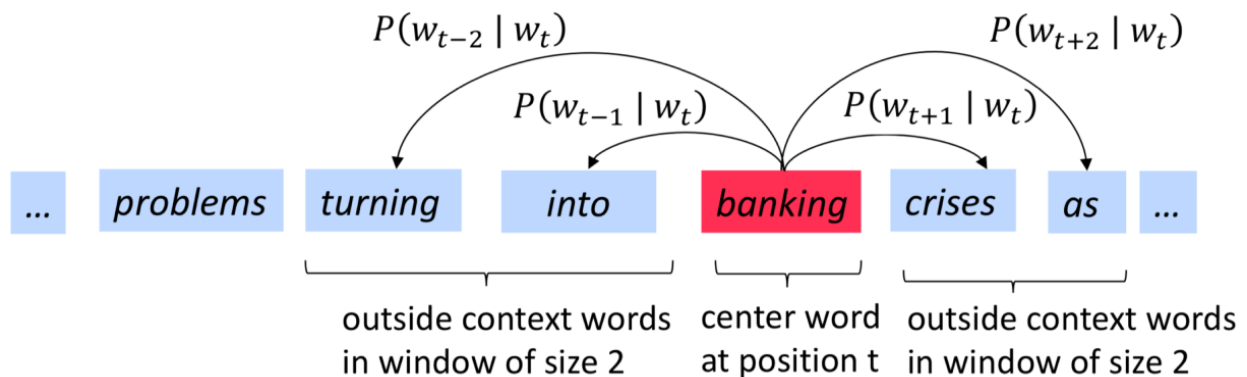 P(w_{t−2} | w_t)
P(w_{t+2} | w_t)
P(w_{t−1} | w_t)
P(w_{t+1} | w_t)
... problems turning into banking crises as ...
outside context words
in window of size 2
center word
at position t
outside context words
in window of size 2